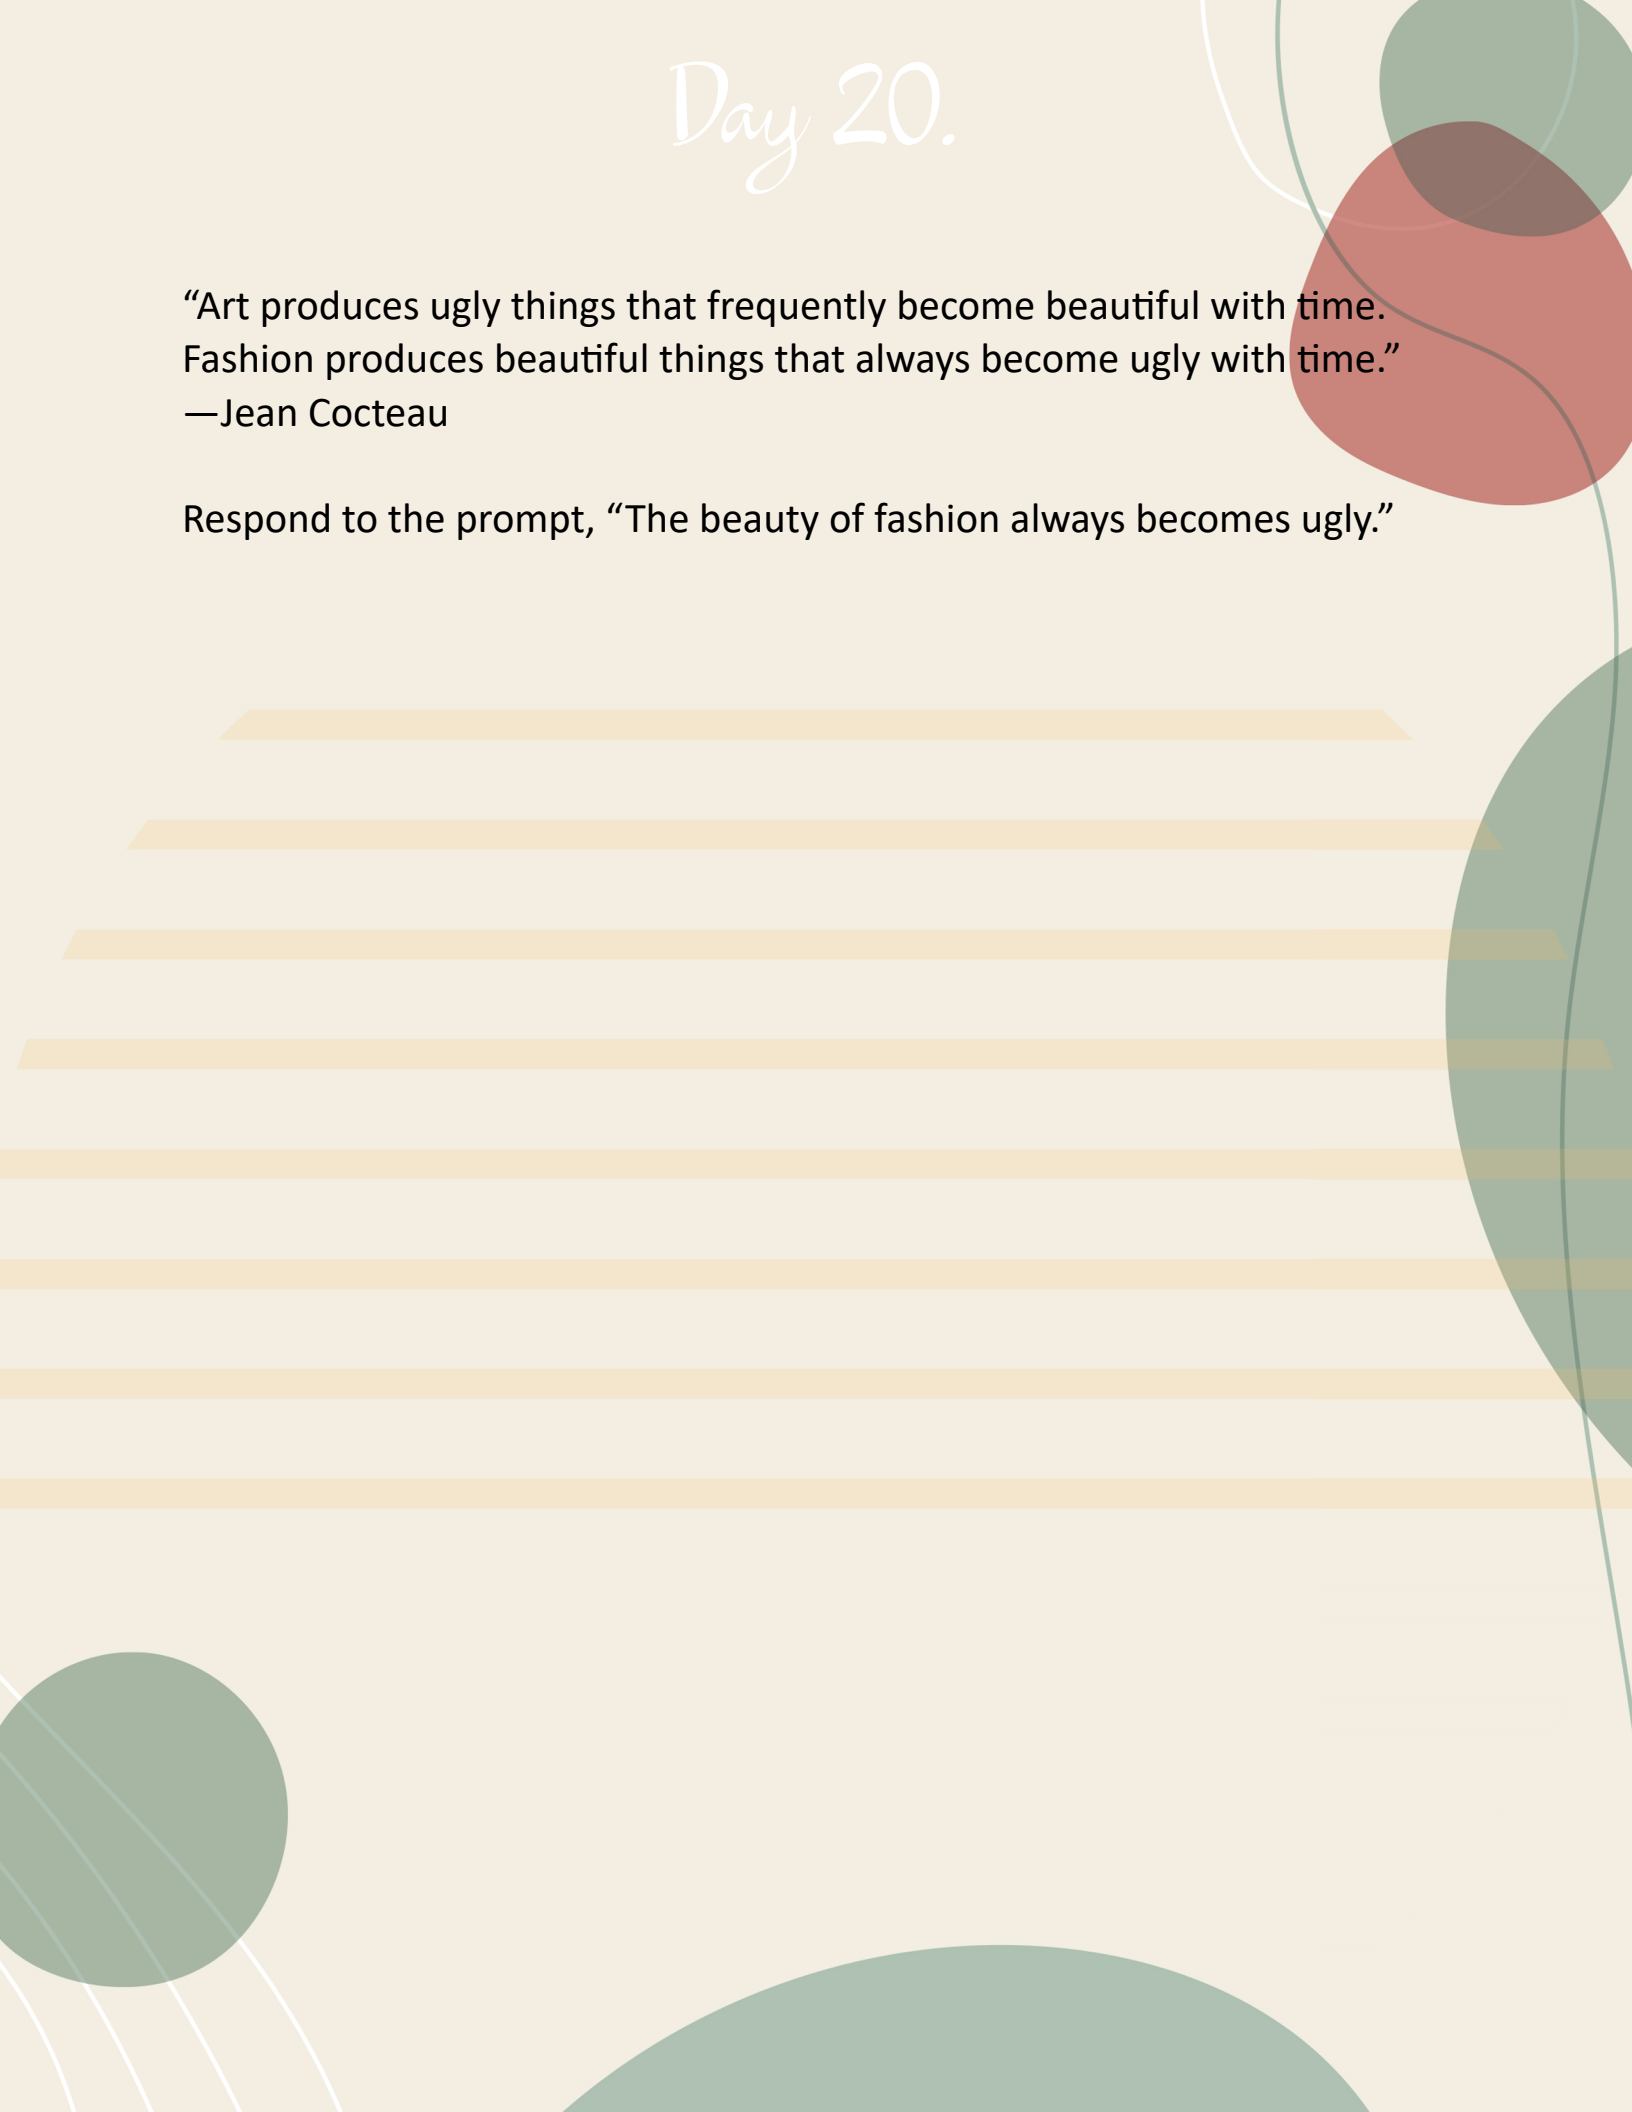 Day 20.
“Art produces ugly things that frequently become beautiful with time.
Fashion produces beautiful things that always become ugly with time.”
—Jean Cocteau
Respond to the prompt, “The beauty of fashion always becomes ugly.”